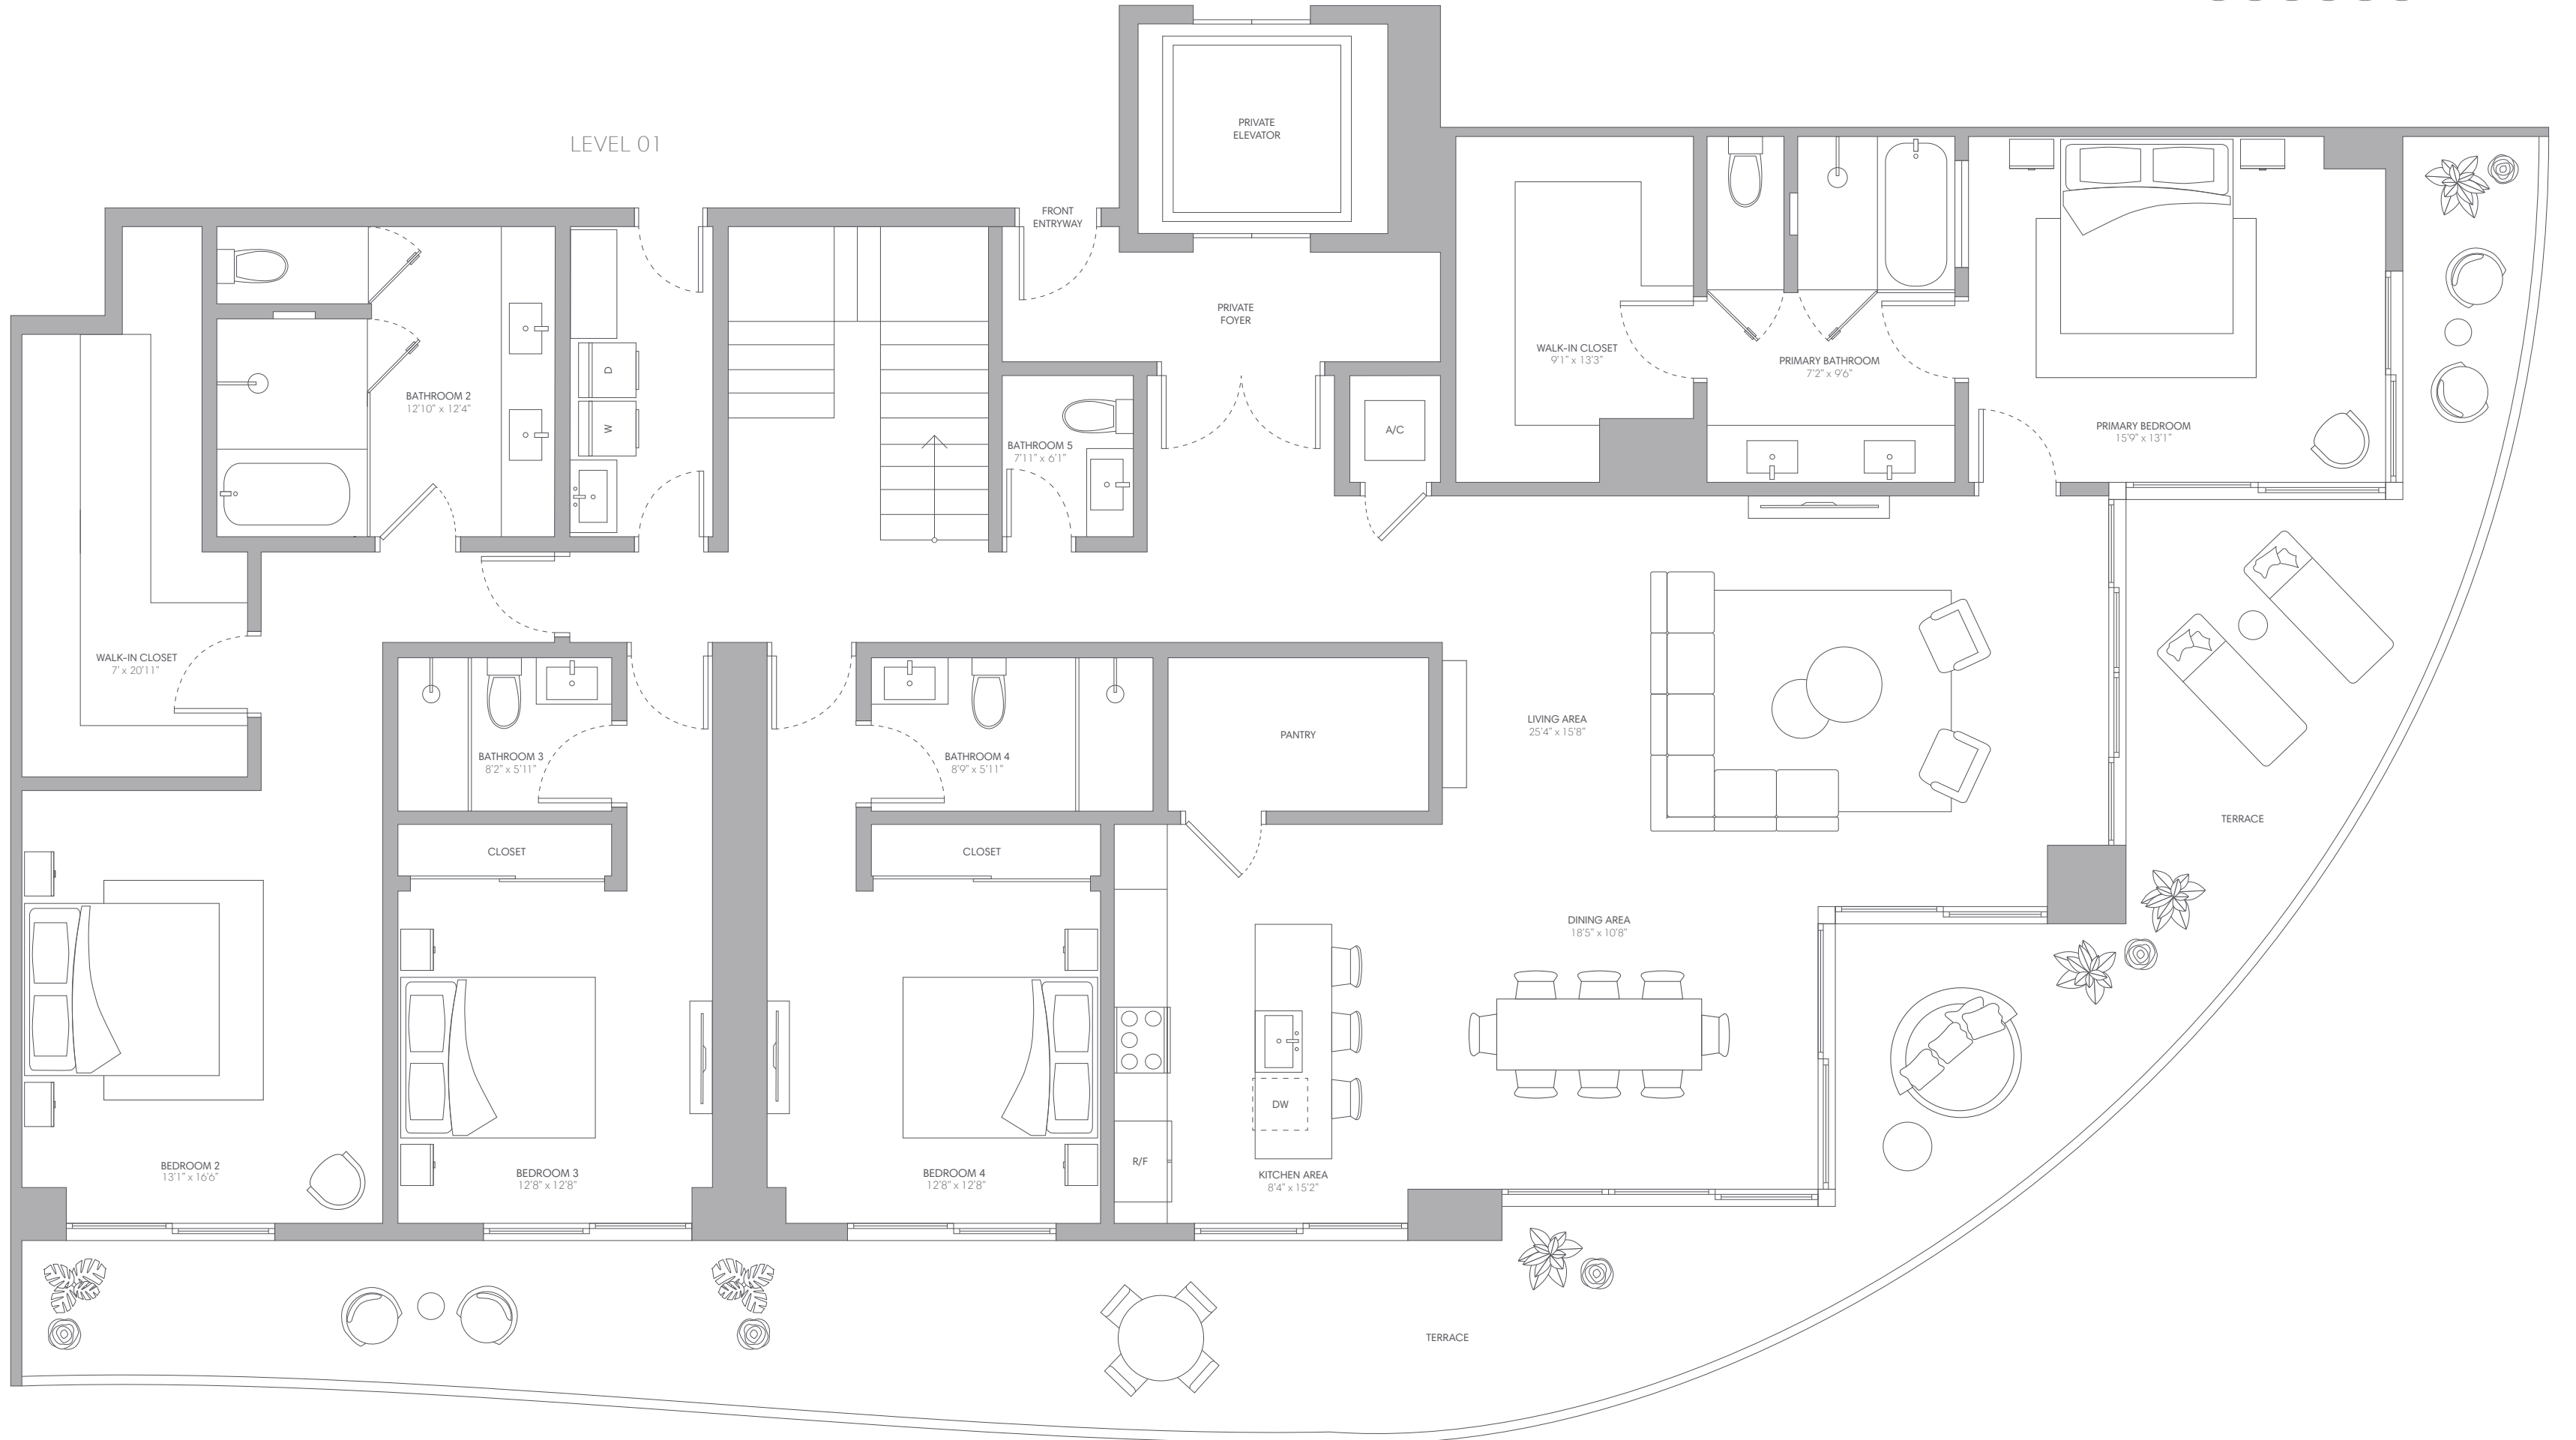 LEVEL 01
PRIVATE
ELEVATOR
FRONT
ENTRYWAY
PRIVATE
FOYER
WALK-IN CLOSET
9'1" x 13'3"
PRIMARY BATHROOM
7'2" x 9'6"
PRIMARY BEDROOM
15'9" x 13'1"
BATHROOM 2
12'10" x 12'4"
D
W
BATHROOM 5
7'11" x 6'1"
A/C
WALK-IN CLOSET
7' x 20'11"
BATHROOM 3
8'2" x 5'11"
BATHROOM 4
8'9" x 5'11"
PANTRY
LIVING AREA
25'4" x 15'8"
TERRACE
CLOSET
CLOSET
DINING AREA
18'5" x 10'8"
DW
R/F
BEDROOM 2
13'1" x 16'6"
BEDROOM 3
12'8" x 12'8"
BEDROOM 4
12'8" x 12'8"
KITCHEN AREA
8'4" x 15'2"
TERRACE